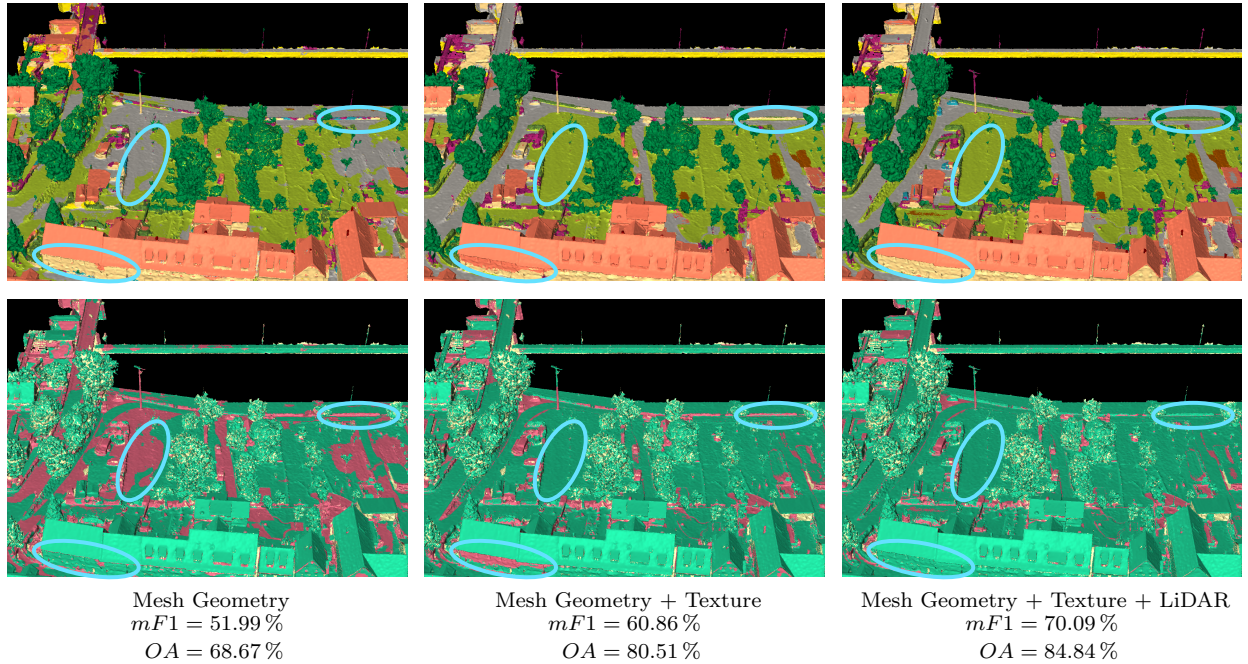 Mesh Geometry
mF1 = 51.99 %
OA = 68.67 %
Mesh Geometry + Texture
mF1 = 60.86 %
OA = 80.51 %
Mesh Geometry + Texture + LiDAR
mF1 = 70.09 %
OA = 84.84 %